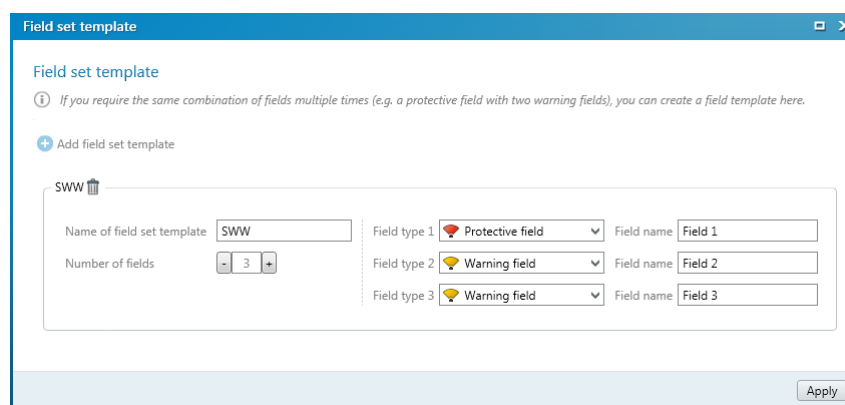 Field set template
Field set template
If you require the same combination of fields multiple times (e.g. a protective field with two warning fields), you can create a field template here.
Add field set template
SWW
Name of field set template SWW Field type 1 Protective field Field name Field 1
Number of fields - 3 + Field type 2 Warning field Field name Field 2
Field type 3 Warning field Field name Field 3
Apply